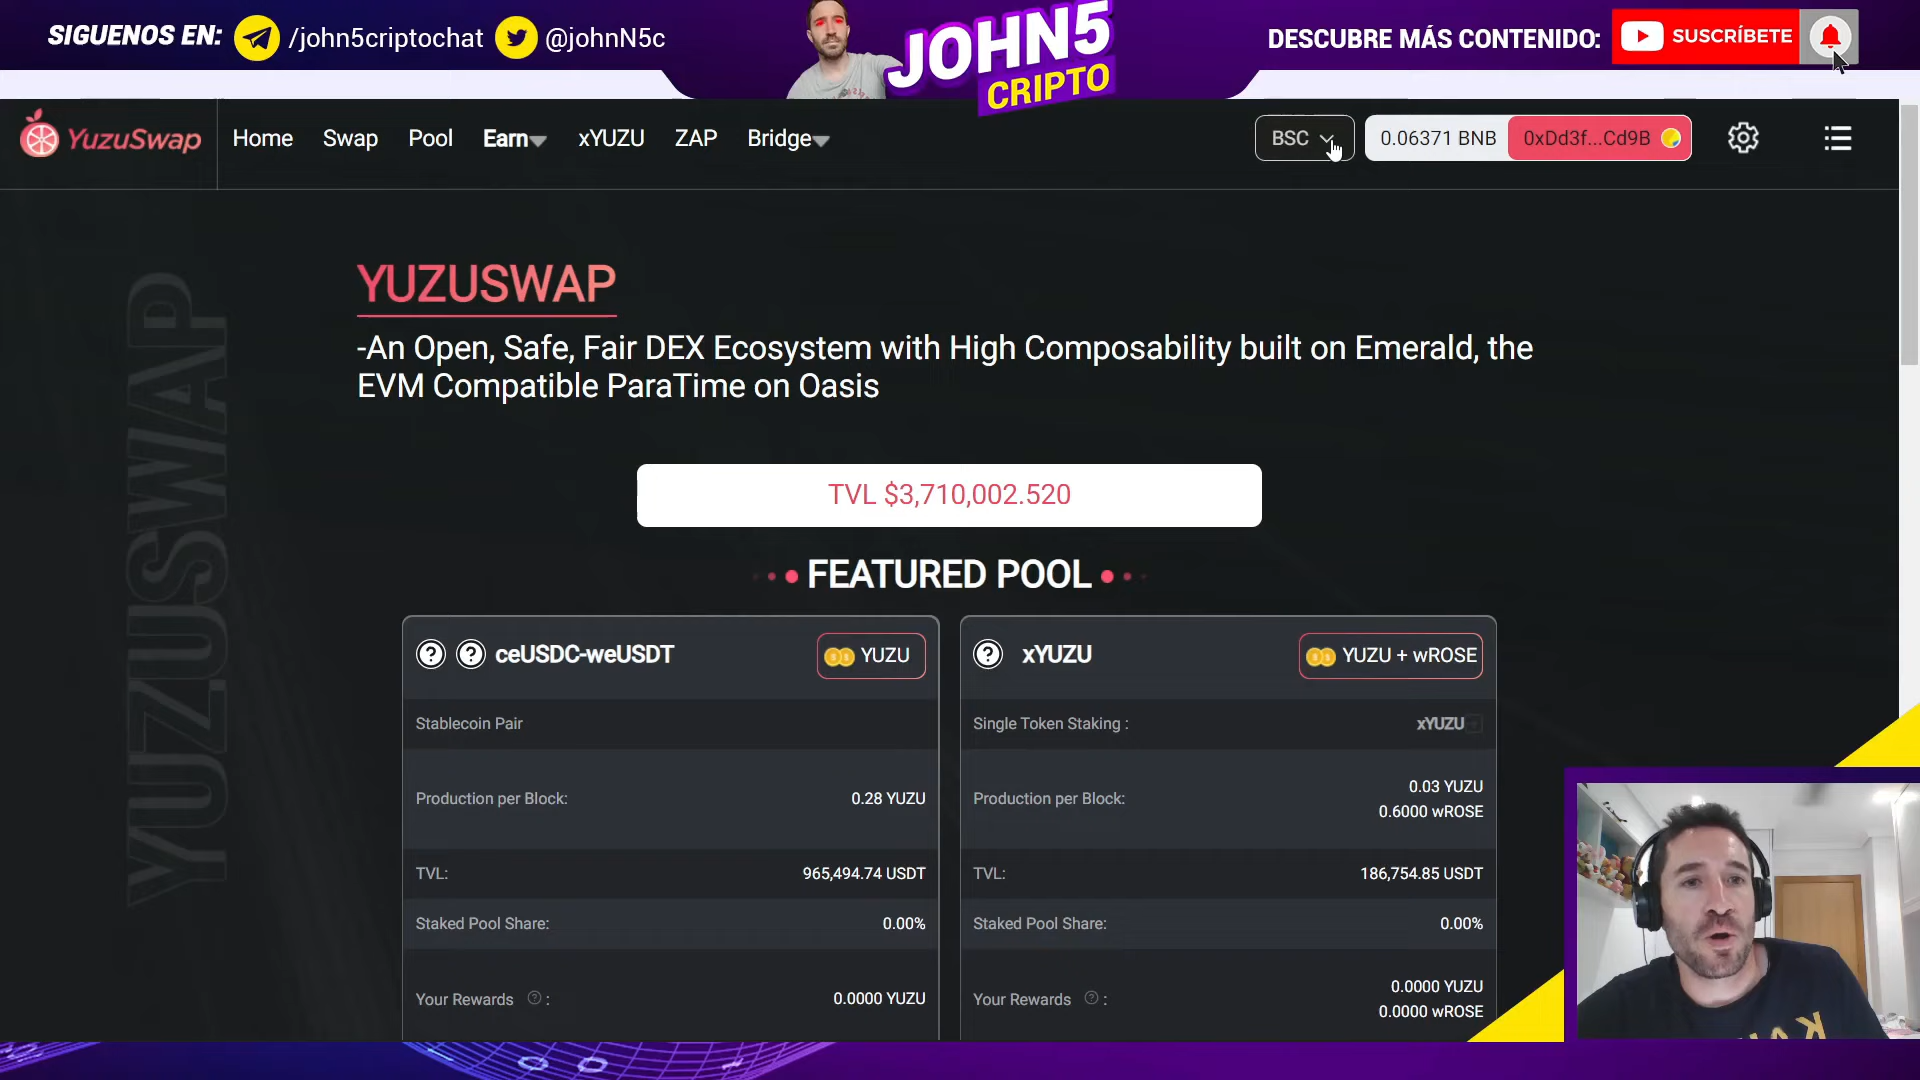 SIGUENOS EN:
/john5criptochat
@johnN5c
JOHN5
CRIPTO
DESCUBRE MÁS CONTENIDO:
SUSCRÍBETE
YuzuSwap
Home
Swap
Pool
Earn
xYUZU
ZAP
Bridge
BSC
0.06371 BNB
0xDd3f...Cd9B
YUZUSWAP
YUZUSWAP
-An Open, Safe, Fair DEX Ecosystem with High Composability built on Emerald, the
EVM Compatible ParaTime on Oasis
TVL $3,710,002.520
FEATURED POOL
ceUSDC-weUSDT
YUZU
Stablecoin Pair
Production per Block:
0.28 YUZU
TVL:
965,494.74 USDT
Staked Pool Share:
0.00%
Your Rewards ? :
0.0000 YUZU
xYUZU
YUZU + wROSE
Single Token Staking :
xYUZU
Production per Block:
0.03 YUZU
0.6000 wROSE
TVL:
186,754.85 USDT
Staked Pool Share:
0.00%
Your Rewards ? :
0.0000 YUZU
0.0000 wROSE